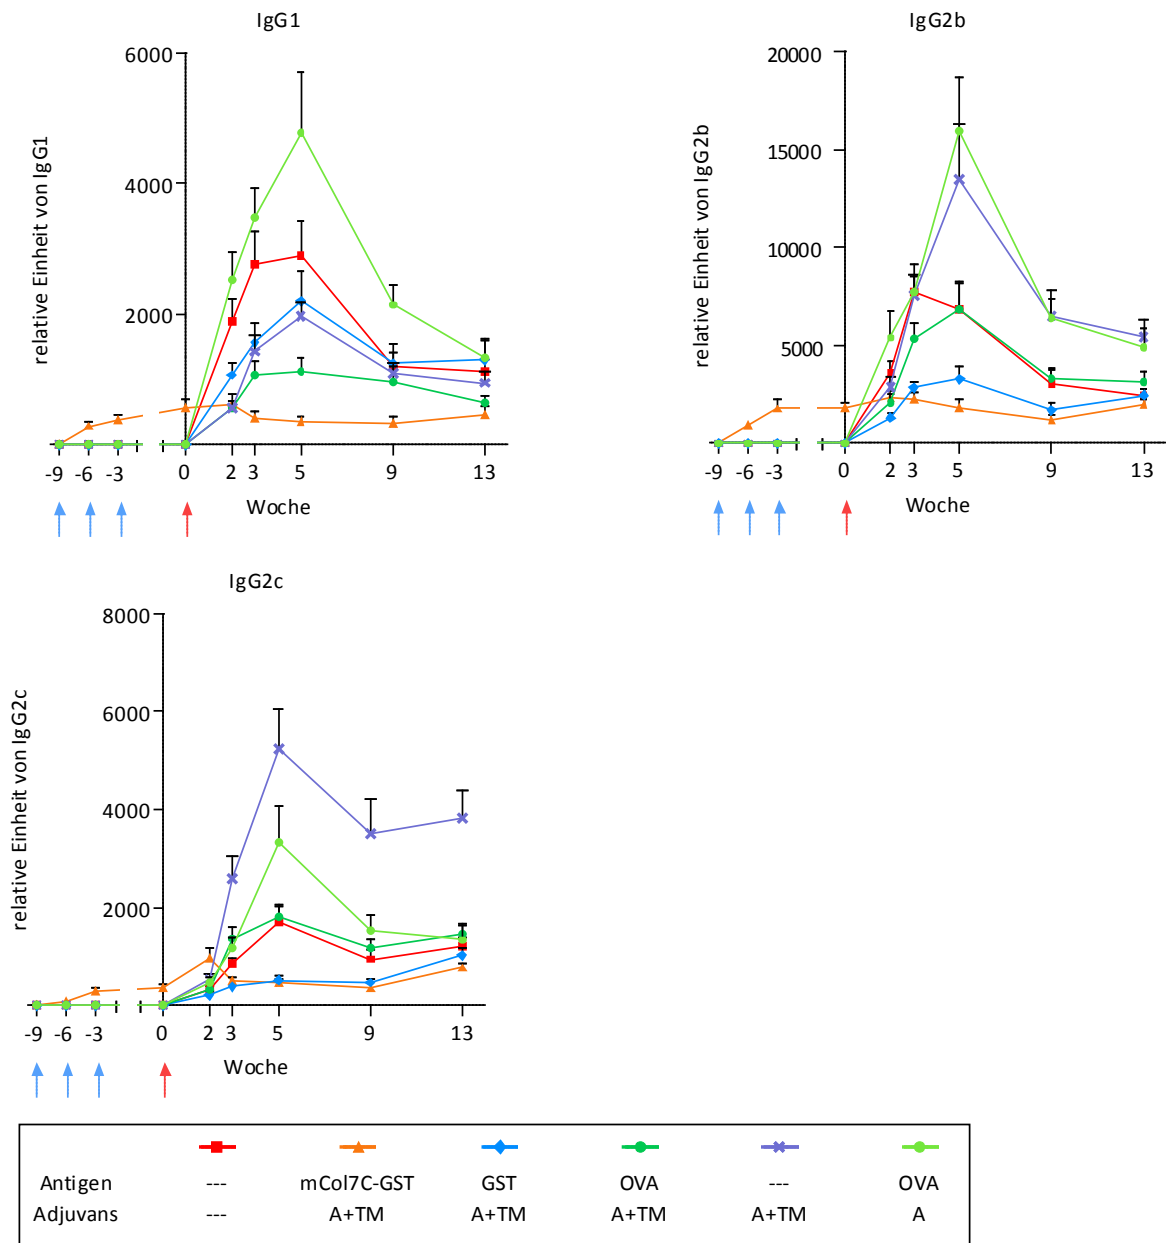 IgG1
6000
4000
2000
relative Einheit von IgG1
-9 -6 -3 0 2 3 5 9 13
Woche
IgG2b
20000
15000
10000
5000
relative Einheit von IgG2b
-9 -6 -3 0 2 3 5 9 13
Woche
IgG2c
8000
6000
4000
2000
relative Einheit von IgG2c
-9 -6 -3 0 2 3 5 9 13
Woche
Antigen --- mCol7C-GST GST OVA --- OVA
Adjuvans --- A+TM A+TM A+TM A+TM A